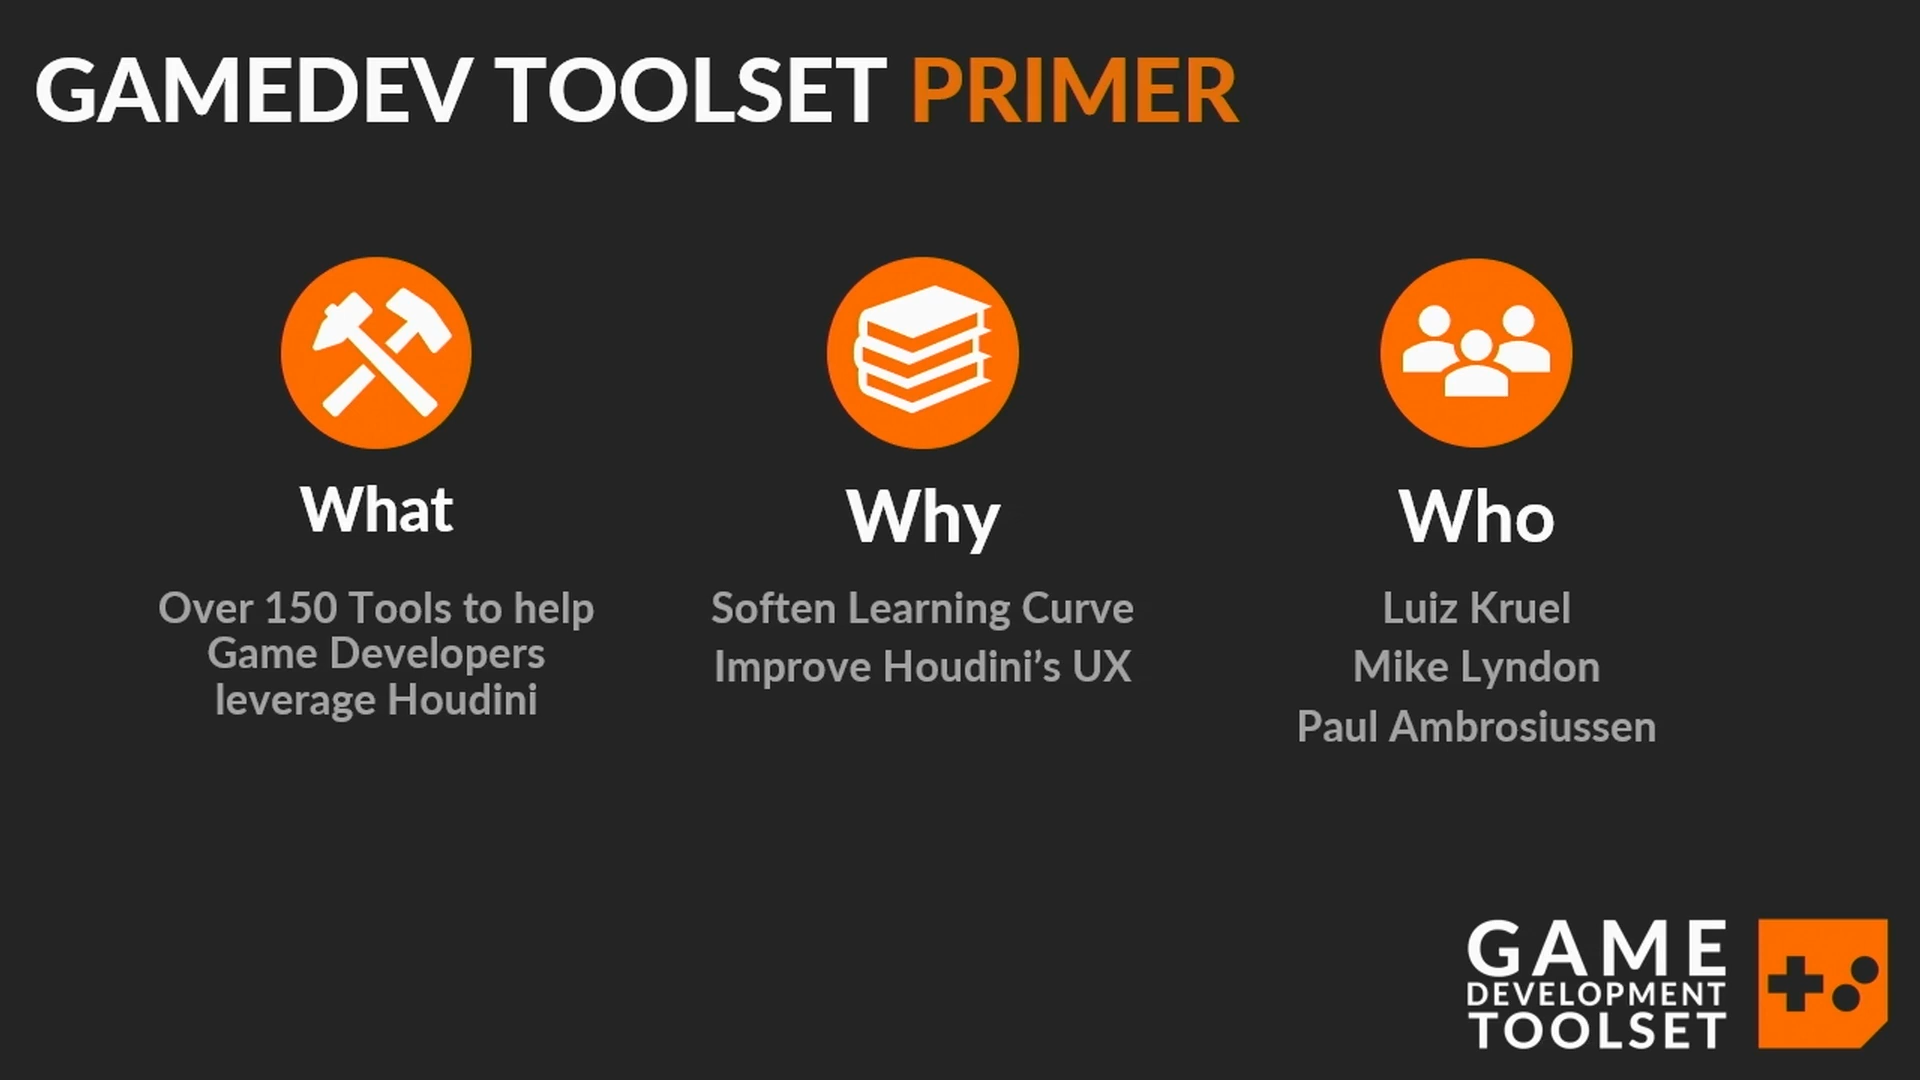 GAMEDEV TOOLSET PRIMER
What
Over 150 Tools to help
Game Developers
leverage Houdini
Why
Soften Learning Curve
Improve Houdini’s UX
Who
Luiz Kruel
Mike Lyndon
Paul Ambrosiussen
GAME
DEVELOPMENT
TOOLSET